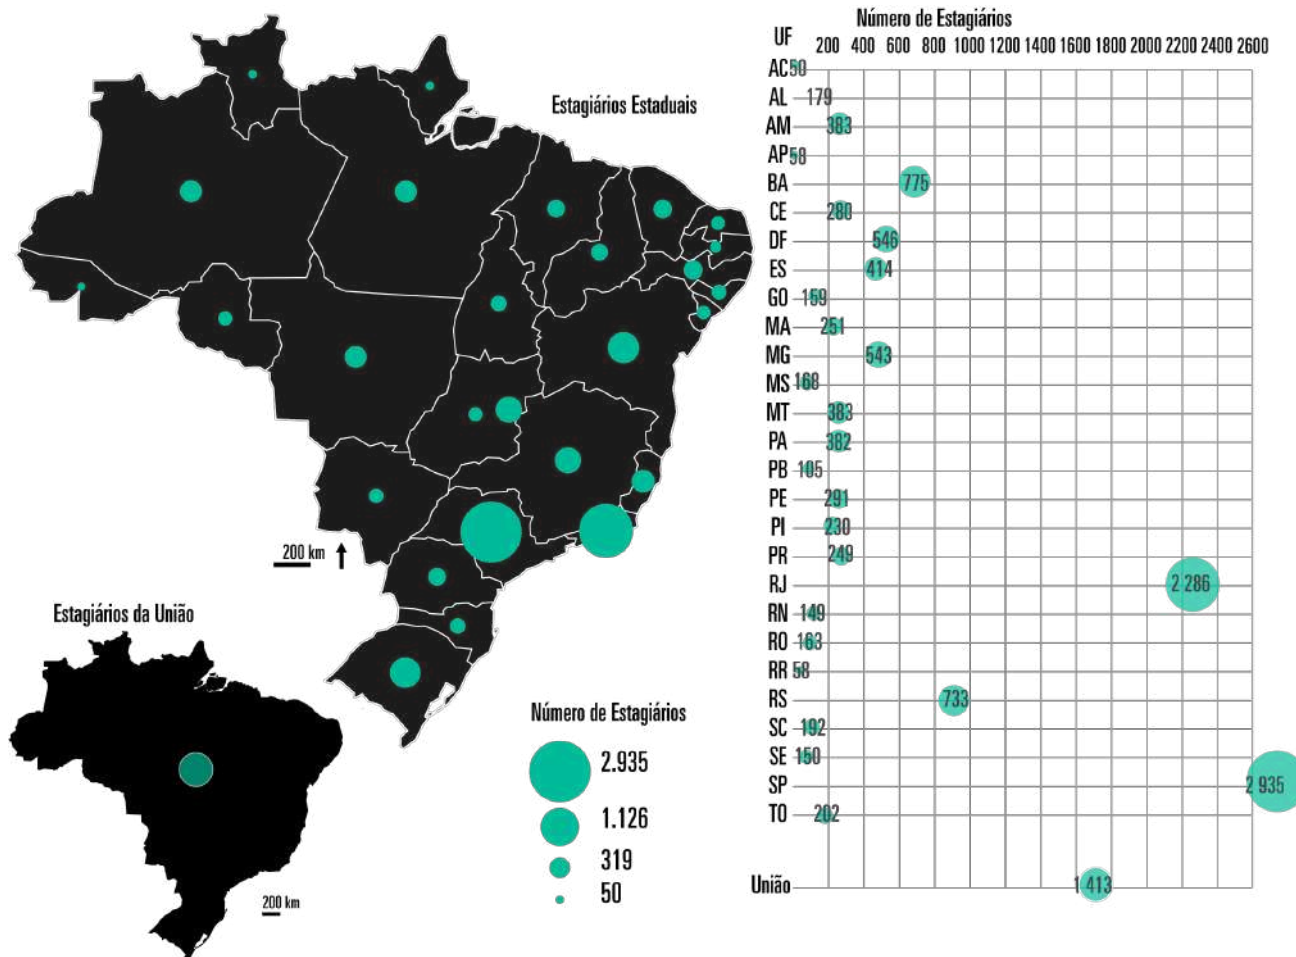 Estagiários Estaduais
200 km
Estagiários da União
200 km
Número de Estagiários
2.935
1.126
319
50
Número de Estagiários
UF
200 400 600 800 1000 1200 1400 1600 1800 2000 2200 2400 2600
AC 50
AL 179
AM 383
AP 58
BA 775
CE 280
DF 546
ES 414
GO 159
MA 251
MG 543
MS 168
MT 383
PA 382
PB 105
PE 291
PI 230
PR 249
RJ 2 286
RN 149
RO 163
RR 58
RS 733
SC 192
SE 150
SP 2 935
TO 202
União 1 413